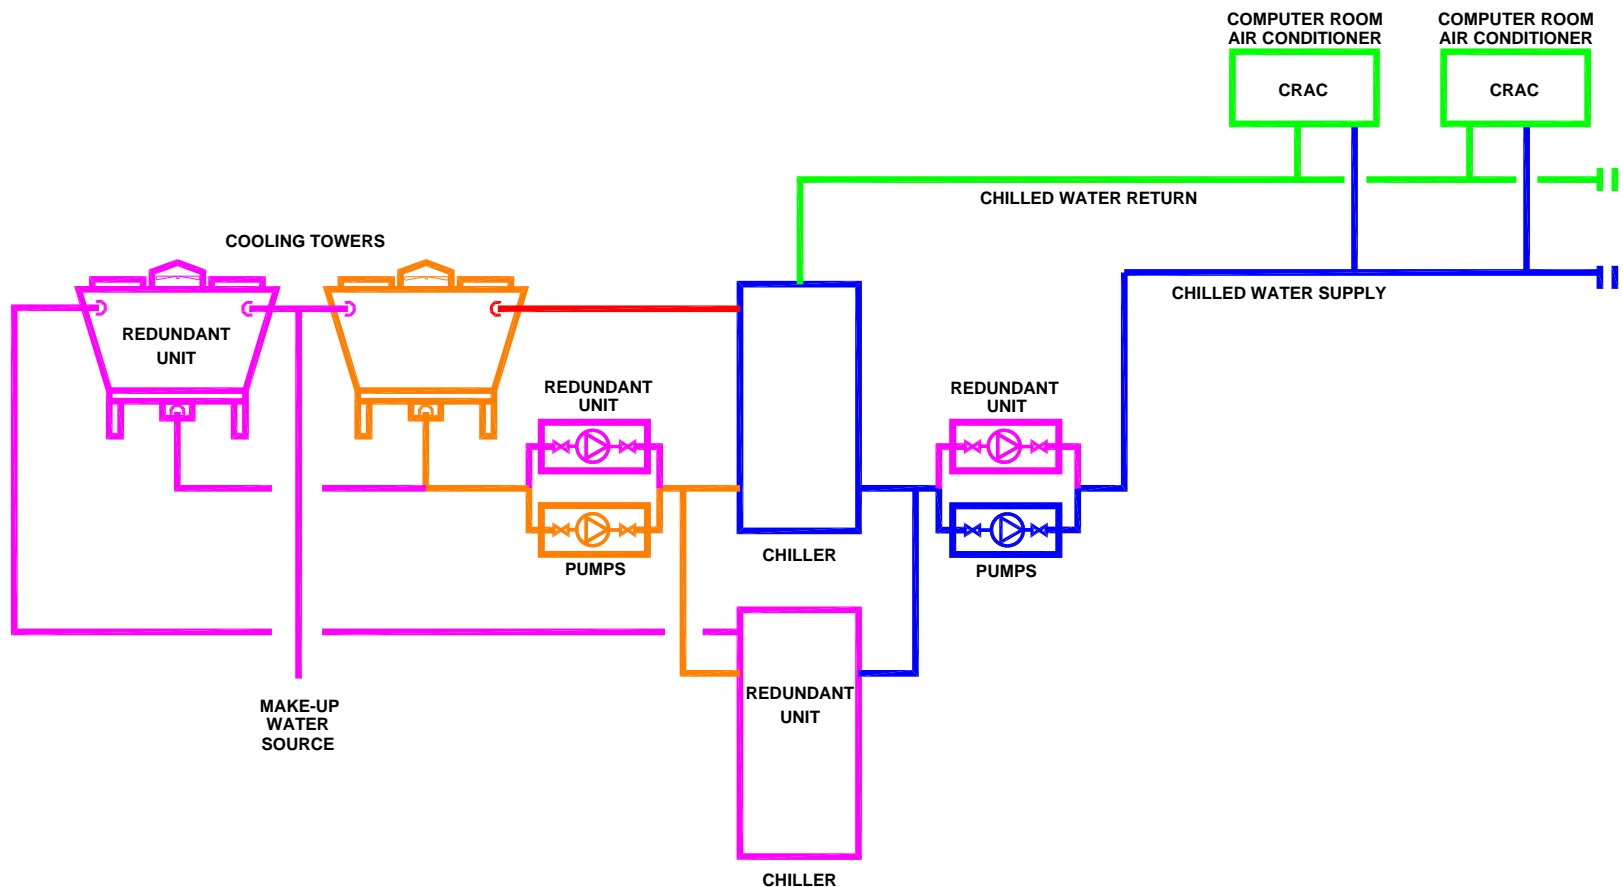 COMPUTER ROOM
AIR CONDITIONER
COMPUTER ROOM
AIR CONDITIONER
CRAC
CRAC
CHILLED WATER RETURN
COOLING TOWERS
CHILLED WATER SUPPLY
REDUNDANT
UNIT
REDUNDANT
UNIT
REDUNDANT
UNIT
CHILLER
PUMPS
PUMPS
REDUNDANT
UNIT
MAKE-UP
WATER
SOURCE
CHILLER